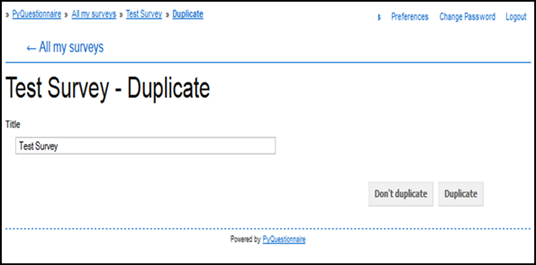 » PyQuestionnaire » All my surveys » Test Survey » Duplicate
s Preferences Change Password Logout
← All my surveys
Test Survey - Duplicate
Title
Test Survey
Don't duplicate Duplicate
Powered by PyQuestionnaire